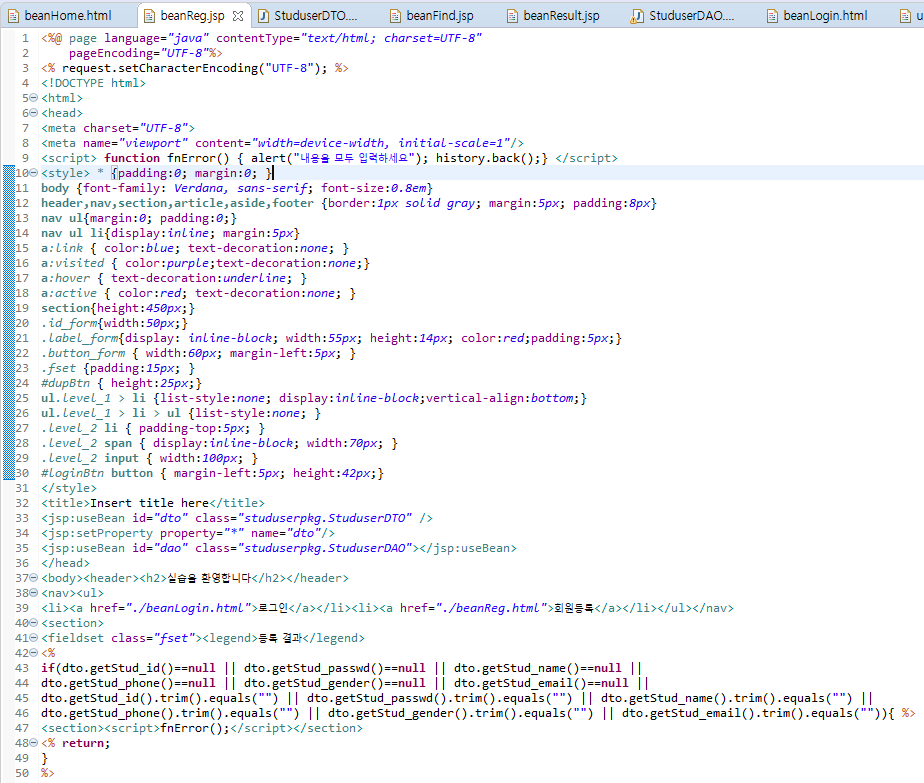 beanHome.html beanReg.jsp StuduserDTO.... beanFind.jsp beanResult.jsp StuduserDAO.... beanLogin.html u
1 <%@ page language="java" contentType="text/html; charset=UTF-8"
2 pageEncoding="UTF-8"%>
3 <% request.setCharacterEncoding("UTF-8"); %>
4 <!DOCTYPE html>
5 <html>
6 <head>
7 <meta charset="UTF-8">
8 <meta name="viewport" content="width=device-width, initial-scale=1"/>
9 <script> function fnError() { alert("내용을 모두 입력하세요"); history.back();} </script>
10 <style> * {padding:0; margin:0; }
11 body {font-family: Verdana, sans-serif; font-size:0.8em}
12 header,nav,section,article,aside,footer {border:1px solid gray; margin:5px; padding:8px}
13 nav ul{margin:0; padding:0;}
14 nav ul li{display:inline; margin:5px}
15 a:link { color:blue; text-decoration:none; }
16 a:visited { color:purple;text-decoration:none;}
17 a:hover { text-decoration:underline; }
18 a:active { color:red; text-decoration:none; }
19 section{height:450px;}
20 .id_form{width:50px;}
21 .label_form{display: inline-block; width:55px; height:14px; color:red;padding:5px;}
22 .button_form { width:60px; margin-left:5px; }
23 .fset {padding:15px; }
24 #dupBtn { height:25px;}
25 ul.level_1 > li {list-style:none; display:inline-block;vertical-align:bottom;}
26 ul.level_1 > li > ul {list-style:none; }
27 .level_2 li { padding-top:5px; }
28 .level_2 span { display:inline-block; width:70px; }
29 .level_2 input { width:100px; }
30 #loginBtn button { margin-left:5px; height:42px;}
31 </style>
32 <title>Insert title here</title>
33 <jsp:useBean id="dto" class="studuserpkg.StuduserDTO" />
34 <jsp:setProperty property="*" name="dto"/>
35 <jsp:useBean id="dao" class="studuserpkg.StuduserDAO"></jsp:useBean>
36 </head>
37 <body><header><h2>실습을 환영합니다</h2></header>
38 <nav><ul>
39 <li><a href="./beanLogin.html">로그인</a></li><li><a href="./beanReg.html">회원등록</a></li></ul></nav>
40 <section>
41 <fieldset class="fset"><legend>등록 결과</legend>
42 <%
43 if(dto.getStud_id()==null || dto.getStud_passwd()==null || dto.getStud_name()==null ||
44 dto.getStud_phone()==null || dto.getStud_gender()==null || dto.getStud_email()==null ||
45 dto.getStud_id().trim().equals("") || dto.getStud_passwd().trim().equals("") || dto.getStud_name().trim().equals("") ||
46 dto.getStud_phone().trim().equals("") || dto.getStud_gender().trim().equals("") || dto.getStud_email().trim().equals("")){ %>
47 <section><script>fnError();</script></section>
48 <% return;
49 }
50 %>